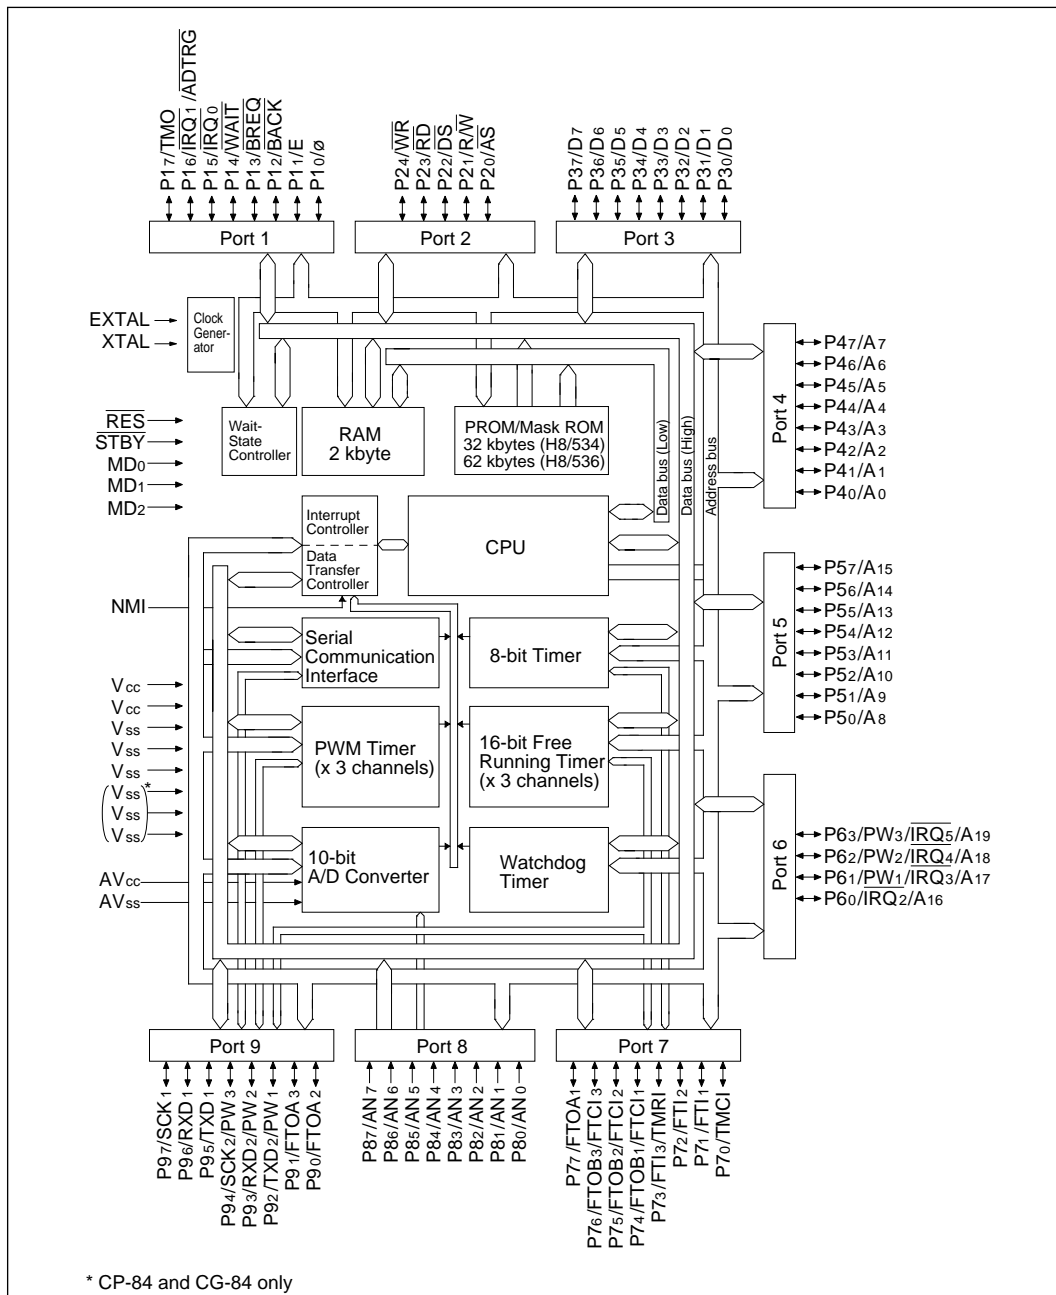 P17/TMO
P16/IRQ1/ADTRG
P15/IRQ0
P14/WAIT
P13/BREQ
P12/BACK
P11/E
P10/ø
P24/WR
P23/RD
P22/DS
P21/R/W
P20/AS
P37/D7
P36/D6
P35/D5
P34/D4
P33/D3
P32/D2
P31/D1
P30/D0
Port 1
Port 2
Port 3
EXTAL
XTAL
Clock
Gener-
ator
RES
STBY
MD0
MD1
MD2
Wait-
State
Controller
RAM
2 kbyte
PROM/Mask ROM
32 kbytes (H8/534)
62 kbytes (H8/536)
Data bus (Low)
Data bus (High)
Address bus
Port 4
P47/A7
P46/A6
P45/A5
P44/A4
P43/A3
P42/A2
P41/A1
P40/A0
Interrupt
Controller
Data
Transfer
Controller
CPU
NMI
Port 5
P57/A15
P56/A14
P55/A13
P54/A12
P53/A11
P52/A10
P51/A9
P50/A8
Serial
Communication
Interface
8-bit Timer
Vcc
Vcc
Vss
Vss
Vss
Vss*
Vss
Vss
PWM Timer
(x 3 channels)
16-bit Free
Running Timer
(x 3 channels)
AVcc
AVss
10-bit
A/D Converter
Watchdog
Timer
Port 6
P63/PW3/IRQ5/A19
P62/PW2/IRQ4/A18
P61/PW1/IRQ3/A17
P60/IRQ2/A16
Port 9
Port 8
Port 7
P97/SCK1
P96/RXD1
P95/TXD1
P94/SCK2/PW3
P93/RXD2/PW2
P92/TXD2/PW1
P91/FTOA3
P90/FTOA2
P87/AN7
P86/AN6
P85/AN5
P84/AN4
P83/AN3
P82/AN2
P81/AN1
P80/AN0
P77/FTOA1
P76/FTOB3/FTCI3
P75/FTOB2/FTCI2
P74/FTOB1/FTCI1
P73/FTI3/TMRI
P72/FTI2
P71/FTI1
P70/TMCI
* CP-84 and CG-84 only